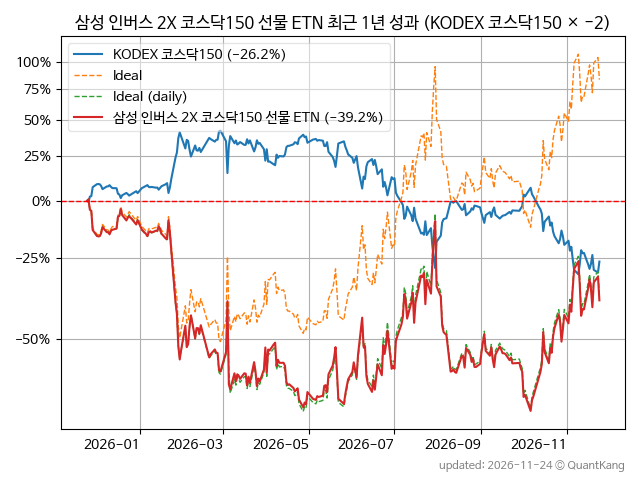 삼성 인버스 2X 코스닥150 선물 ETN 최근 1년 성과 (KODEX 코스닥150 × −2)
KODEX 코스닥150 (−26.2%)
Ideal
Ideal (daily)
삼성 인버스 2X 코스닥150 선물 ETN (−39.2%)
100%
75%
50%
25%
0%
−25%
−50%
2026-01
2026-03
2026-05
2026-07
2026-09
2026-11
updated: 2026-11-24 © QuantKang